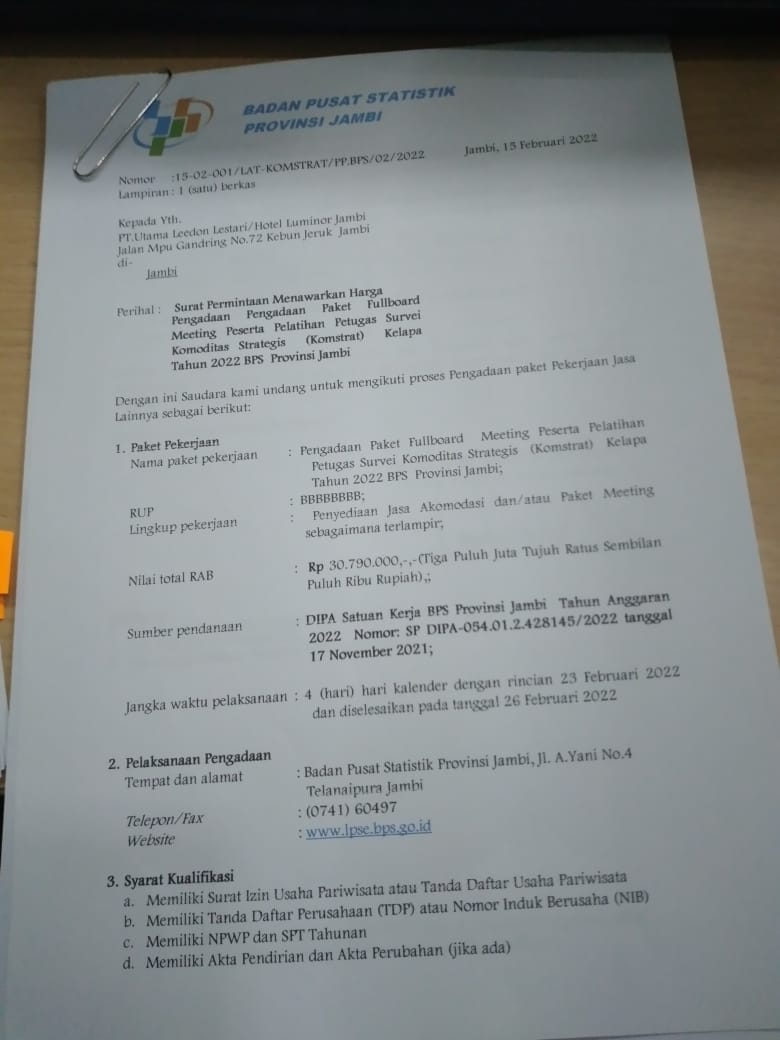 BADAN PUSAT STATISTIK
PROVINSI JAMBI
Nomor :15-02-001/LAT-KOMSTRAT/PP.BPS/02/2022 Jambi, 15 Februari 2022
Lampiran : 1 (satu) berkas
Kepada Yth.
PT.Utama Leedon Lestari/Hotel Luminor Jambi
Jalan Mpu Gandring No.72 Kebun Jeruk Jambi
di-
Jambi
Perihal : Surat Permintaan Menawarkan Harga
Pengadaan Pengadaan Paket Fullboard
Meeting Peserta Pelatihan Petugas Survei
Komoditas Strategis (Komstrat) Kelapa
Tahun 2022 BPS Provinsi Jambi
Dengan ini Saudara kami undang untuk mengikuti proses Pengadaan paket Pekerjaan Jasa
Lainnya sebagai berikut:
1. Paket Pekerjaan
Nama paket pekerjaan : Pengadaan Paket Fullboard Meeting Peserta Pelatihan
Petugas Survei Komoditas Strategis (Komstrat) Kelapa
Tahun 2022 BPS Provinsi Jambi;
RUP : BBBBBBBB;
Lingkup pekerjaan : Penyediaan Jasa Akomodasi dan/atau Paket Meeting
sebagaimana terlampir;
Nilai total RAB : Rp 30.790.000,-,-(Tiga Puluh Juta Tujuh Ratus Sembilan
Puluh Ribu Rupiah),;
Sumber pendanaan : DIPA Satuan Kerja BPS Provinsi Jambi Tahun Anggaran
2022 Nomor: SP DIPA-054.01.2.428145/2022 tanggal
17 November 2021;
Jangka waktu pelaksanaan : 4 (hari) hari kalender dengan rincian 23 Februari 2022
dan diselesaikan pada tanggal 26 Februari 2022
2. Pelaksanaan Pengadaan
Tempat dan alamat : Badan Pusat Statistik Provinsi Jambi, Jl. A.Yani No.4
Telanaipura Jambi
Telepon/Fax : (0741) 60497
Website : www.lpse.bps.go.id
3. Syarat Kualifikasi
a. Memiliki Surat Izin Usaha Pariwisata atau Tanda Daftar Usaha Pariwisata
b. Memiliki Tanda Daftar Perusahaan (TDP) atau Nomor Induk Berusaha (NIB)
c. Memiliki NPWP dan SPT Tahunan
d. Memiliki Akta Pendirian dan Akta Perubahan (jika ada)